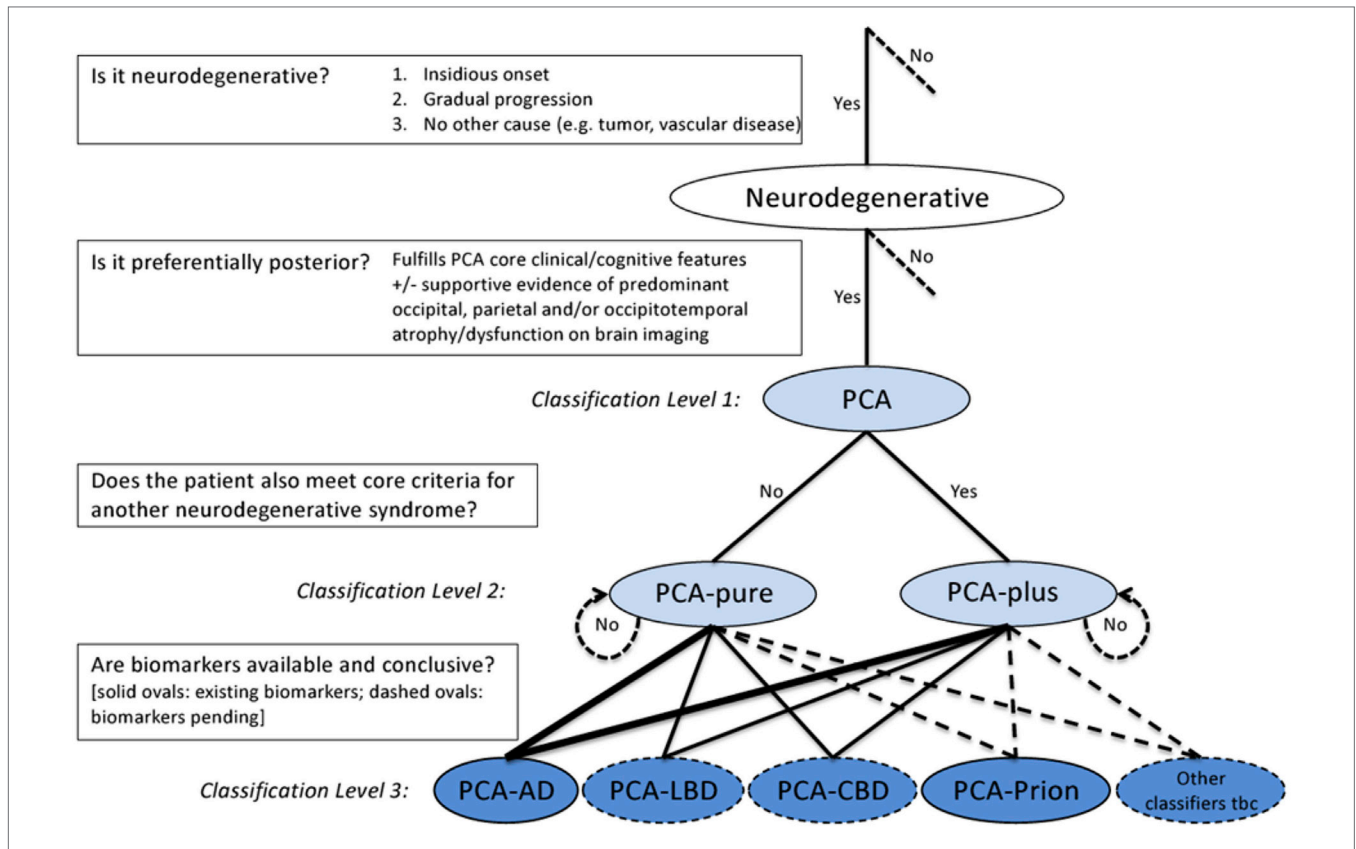 No
Is it neurodegenerative?
1. Insidious onset
2. Gradual progression
3. No other cause (e.g. tumor, vascular disease)
Yes
Neurodegenerative
No
Is it preferentially posterior?
Fulfills PCA core clinical/cognitive features
+/- supportive evidence of predominant
occipital, parietal and/or occipitotemporal
atrophy/dysfunction on brain imaging
Yes
Classification Level 1:
PCA
Does the patient also meet core criteria for
another neurodegenerative syndrome?
No
Yes
Classification Level 2:
PCA-pure
PCA-plus
No
No
Are biomarkers available and conclusive?
[solid ovals: existing biomarkers; dashed ovals:
biomarkers pending]
Classification Level 3:
PCA-AD
PCA-LBD
PCA-CBD
PCA-Prion
Other
classifiers tbc